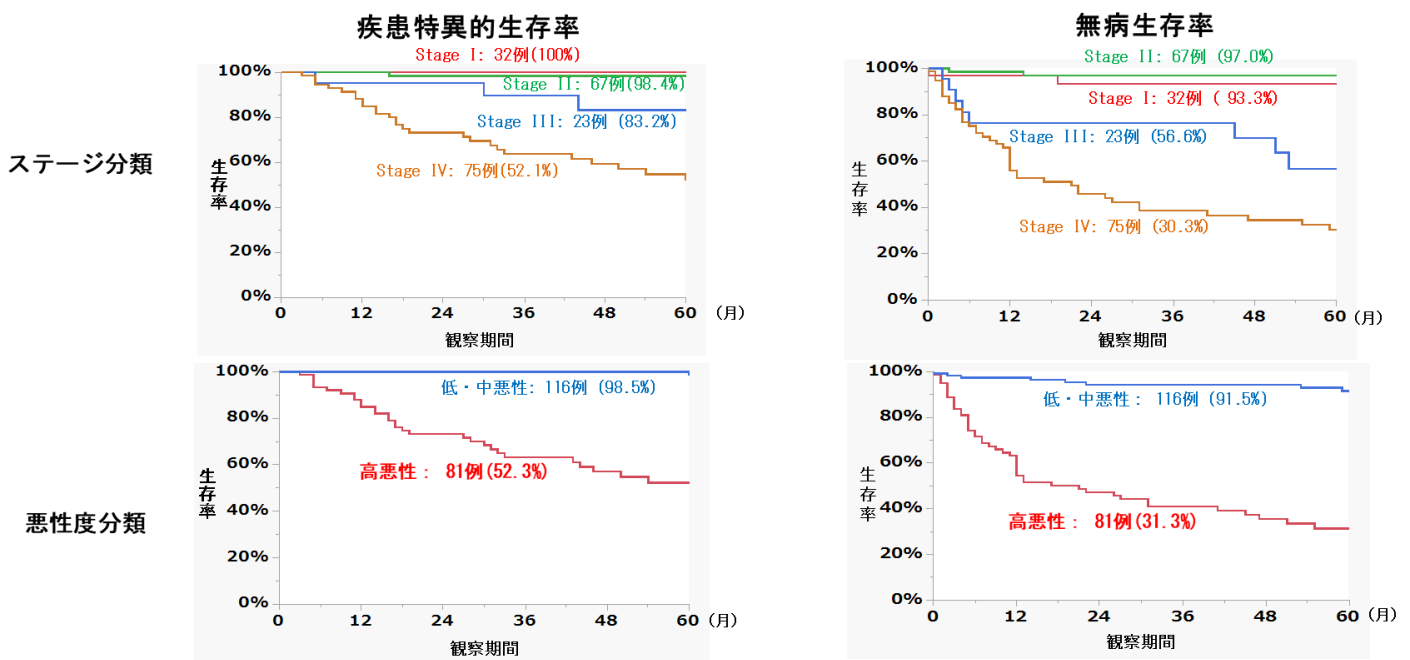 疾患特異的生存率
無病生存率
ステージ分類
Stage I: 32例(100%)
100%
Stage II: 67例(98.4%)
80%
Stage III: 23例 (83.2%)
60%
Stage IV: 75例(52.1%)
生存率
40%
20%
0%
0 12 24 36 48 60 (月)
観察期間
Stage II: 67例 (97.0%)
100%
Stage I: 32例 ( 93.3%)
80%
Stage III: 23例 (56.6%)
60%
生存率
40%
Stage IV: 75例 (30.3%)
20%
0%
0 12 24 36 48 60 (月)
観察期間
悪性度分類
100%
低・中悪性: 116例 (98.5%)
80%
60%
高悪性： 81例(52.3%)
生存率
40%
20%
0%
0 12 24 36 48 60 (月)
観察期間
100%
低・中悪性： 116例 (91.5%)
80%
60%
生存率
40%
高悪性： 81例(31.3%)
20%
0%
0 12 24 36 48 60 (月)
観察期間